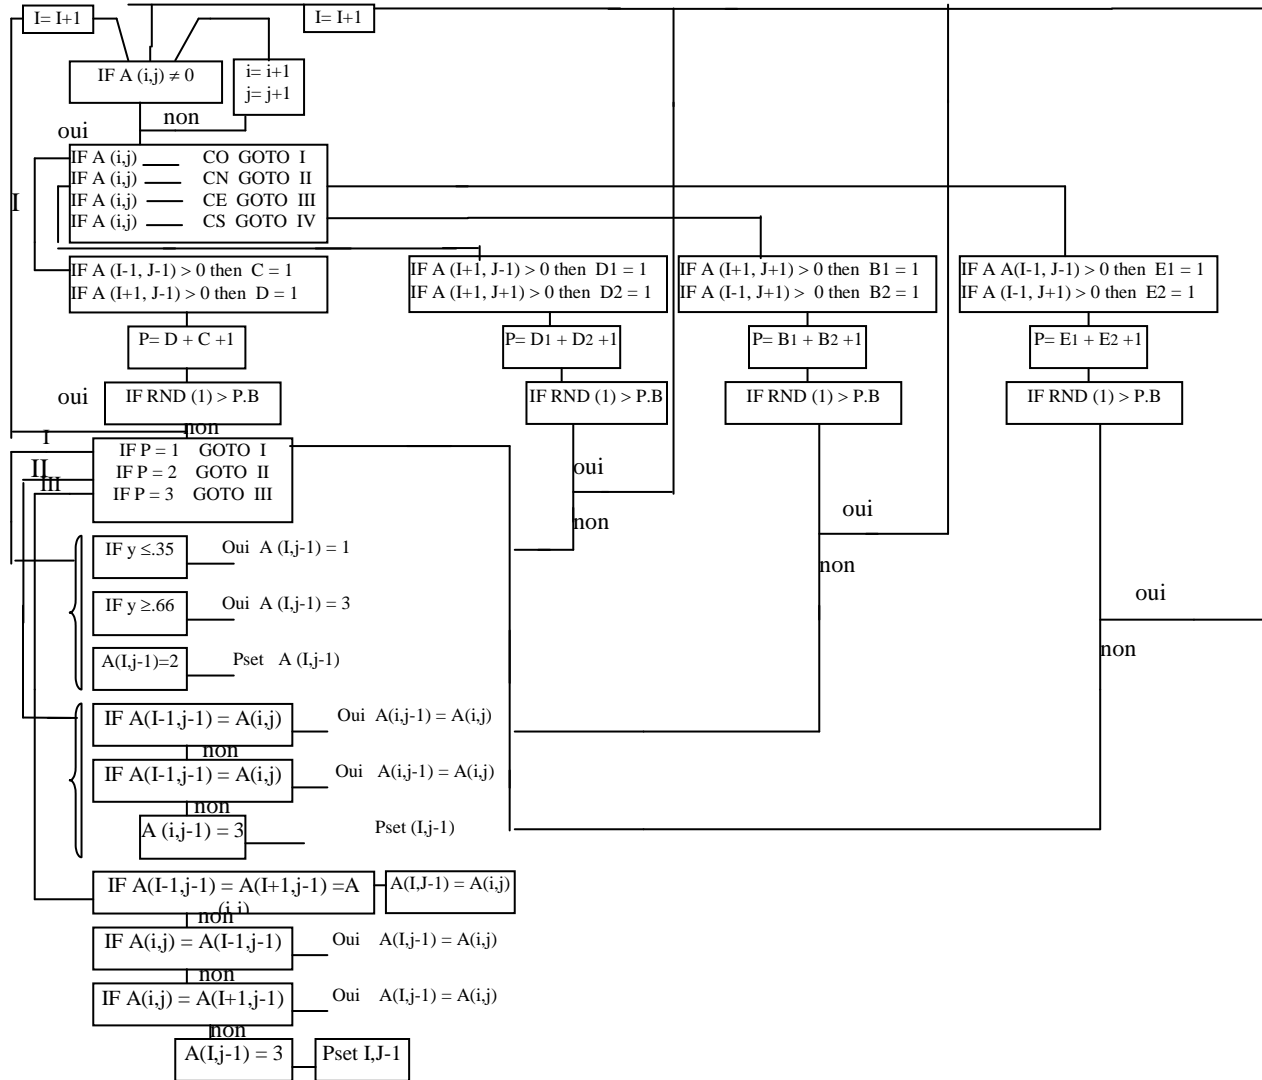 I= I+1
I= I+1
IF A (i,j) ≠ 0
i= i+1
j= j+1
non
oui
IF A (i,j) ___ CO GOTO I
IF A (i,j) ___ CN GOTO II
IF A (i,j) ___ CE GOTO III
IF A (i,j) ___ CS GOTO IV
I
IF A (I-1, J-1) > 0 then C = 1
IF A (I+1, J-1) > 0 then D = 1
IF A (I+1, J-1) > 0 then D1 = 1
IF A (I+1, J+1) > 0 then D2 = 1
IF A (I+1, J+1) > 0 then B1 = 1
IF A (I-1, J+1) > 0 then B2 = 1
IF A A(I-1, J-1) > 0 then E1 = 1
IF A (I-1, J+1) > 0 then E2 = 1
P= D + C +1
P= D1 + D2 +1
P= B1 + B2 +1
P= E1 + E2 +1
oui
IF RND (1) > P.B
IF RND (1) > P.B
IF RND (1) > P.B
IF RND (1) > P.B
non
I
II
III
IF P = 1 GOTO I
IF P = 2 GOTO II
IF P = 3 GOTO III
oui
non
oui
non
oui
non
IF y ≤.35
Oui A (I,j-1) = 1
IF y ≥.66
Oui A (I,j-1) = 3
A(I,j-1)=2
Pset A (I,j-1)
IF A(I-1,j-1) = A(i,j)
Oui A(i,j-1) = A(i,j)
non
IF A(I-1,j-1) = A(i,j)
Oui A(i,j-1) = A(i,j)
non
A (i,j-1) = 3
Pset (I,j-1)
IF A(I-1,j-1) = A(I+1,j-1) =A
(i,j)
A(I,J-1) = A(i,j)
non
IF A(i,j) = A(I-1,j-1)
Oui A(I,j-1) = A(i,j)
non
IF A(i,j) = A(I+1,j-1)
Oui A(I,j-1) = A(i,j)
non
A(I,j-1) = 3
Pset I,J-1